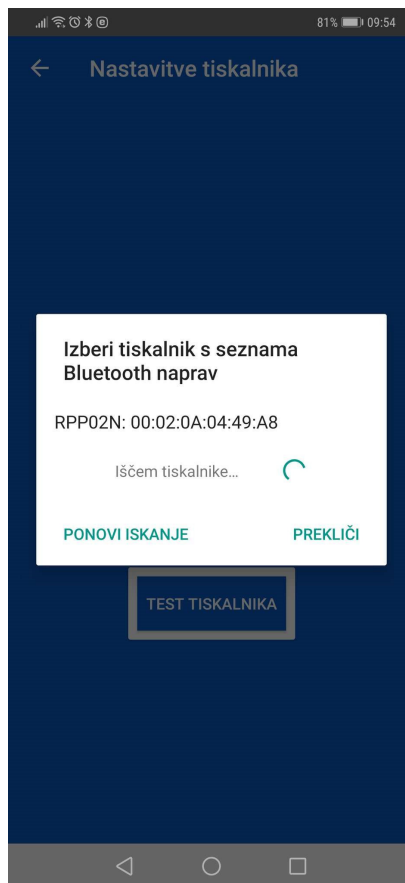 81% 09:54
Nastavitve tiskalnika
Izberi tiskalnik s seznama
Bluetooth naprav
RPP02N: 00:02:0A:04:49:A8
Iščem tiskalnike...
PONOVI ISKANJE PREKLIČI
TEST TISKALNIKA